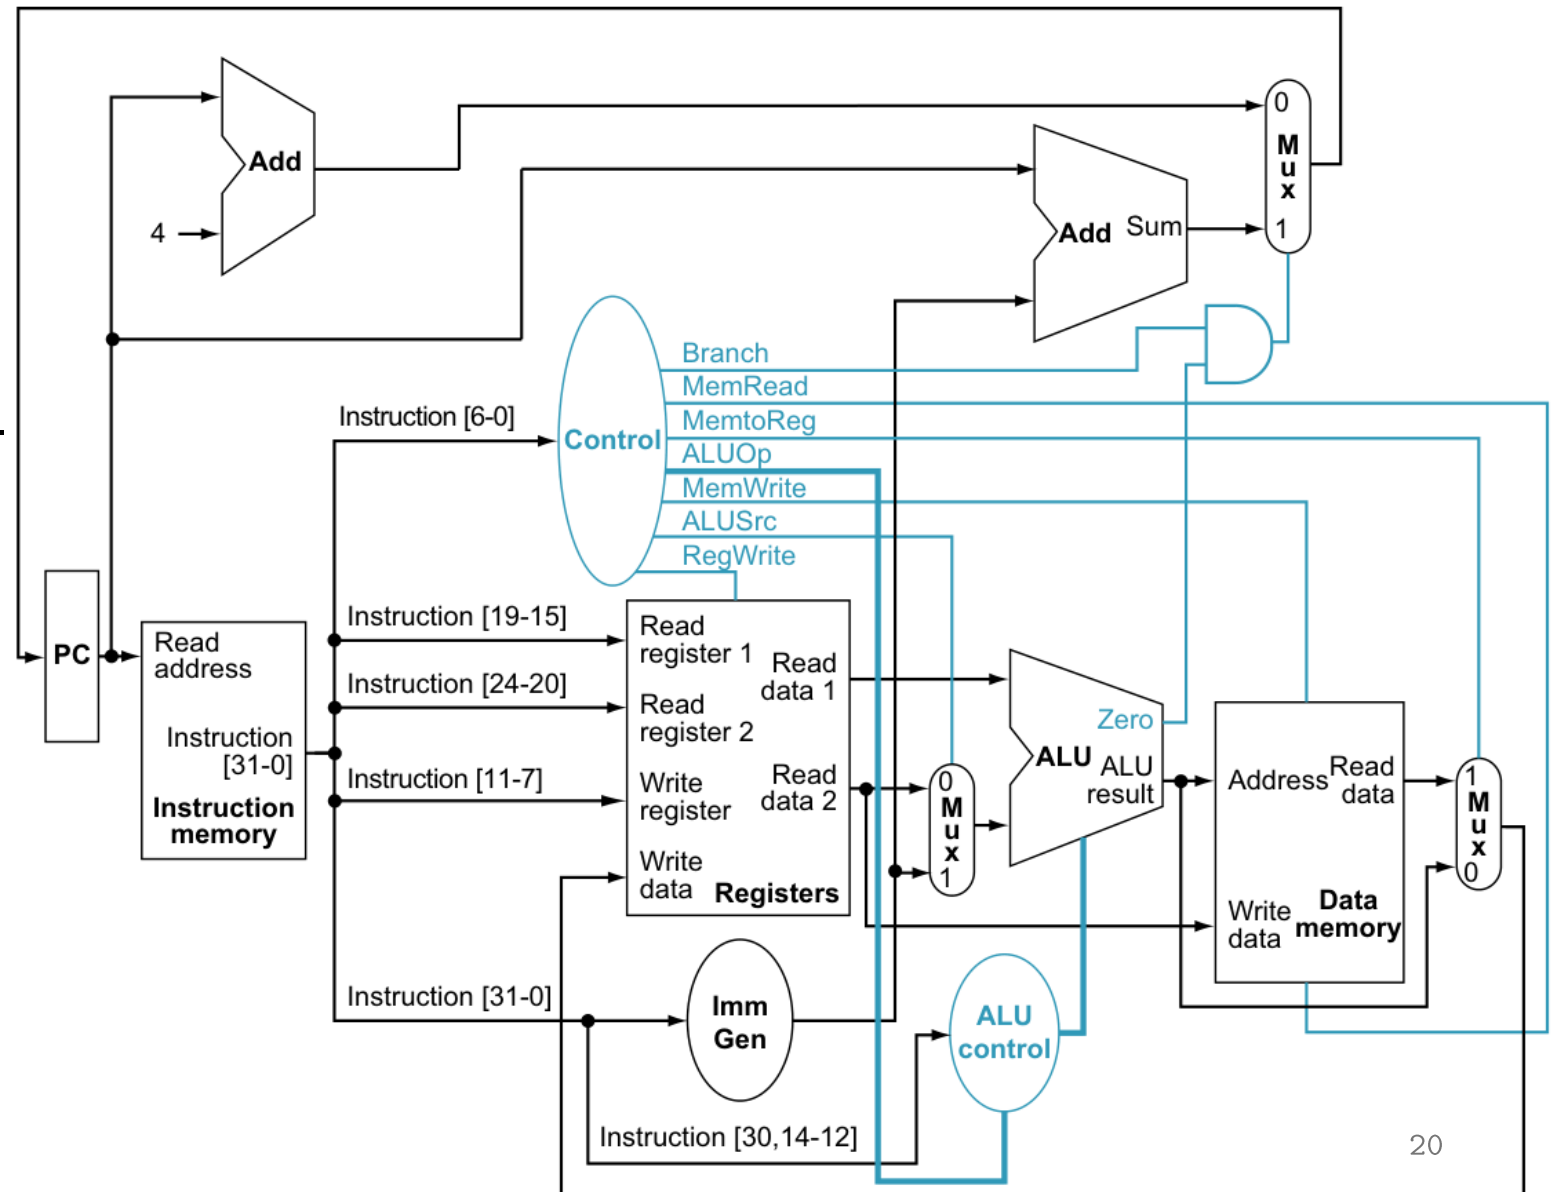 0
M
u
x
1
Add
4
Add Sum
Branch
MemRead
MemtoReg
ALUOp
MemWrite
ALUSrc
RegWrite
Control
Instruction [6-0]
Instruction [19-15]
Instruction [24-20]
Instruction [11-7]
Instruction [31-0]
PC
Read
address
Instruction
[31-0]
Instruction
memory
Read
register 1
Read
register 2
Write
register
Write
data
Read
data 1
Read
data 2
Registers
0
M
u
x
1
Zero
ALU
ALU
result
Address
Read
data
Write
data
Data
memory
1
M
u
x
0
Imm
Gen
ALU
control
Instruction [30,14-12]
20